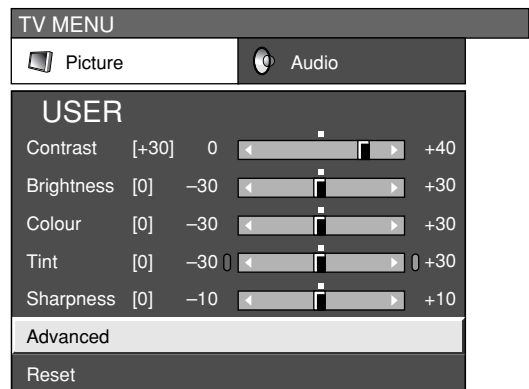 TV MENU
Picture Audio
USER
Contrast [+30] 0 +40
Brightness [0] –30 +30
Colour [0] –30 +30
Tint [0] –30 +30
Sharpness [0] –10 +10
Advanced
Reset